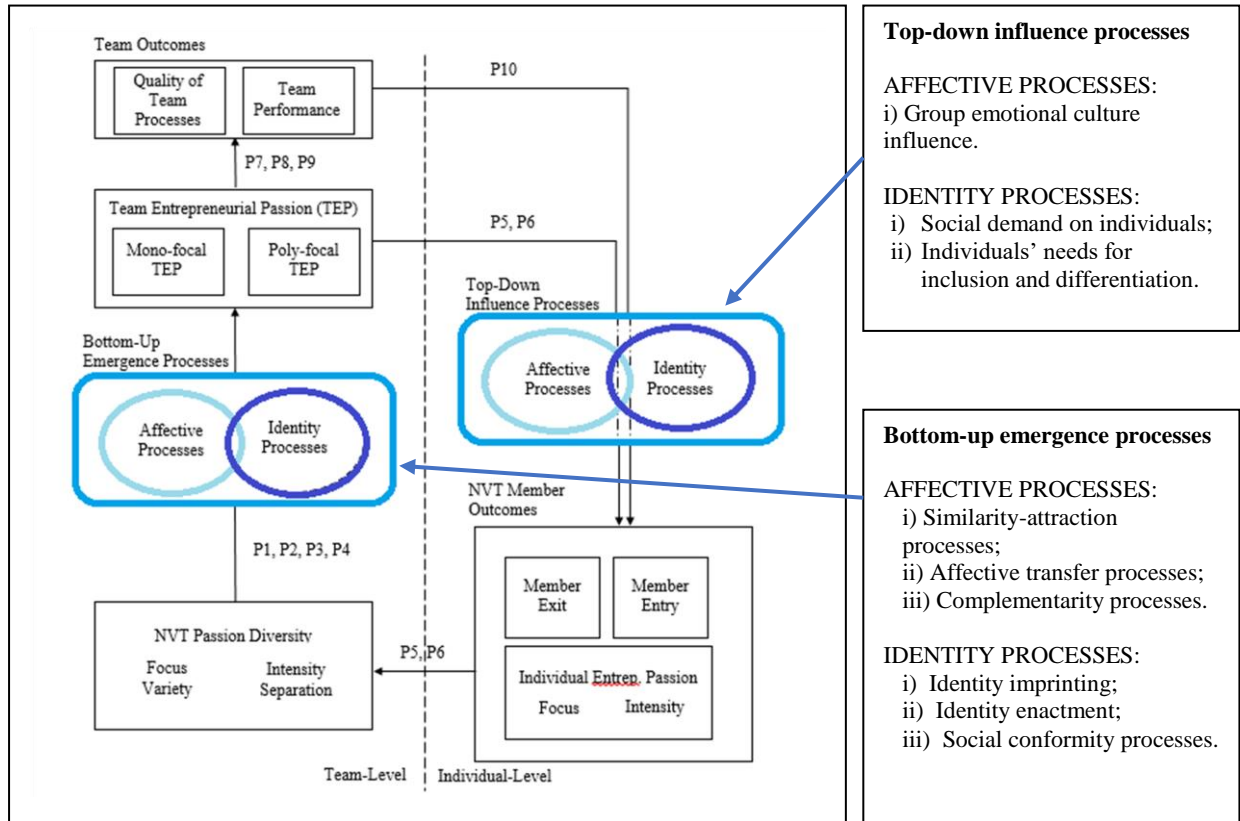 Team Outcomes
Quality of
Team
Processes
Team
Performance
P10
P7, P8, P9
Team Entrepreneurial Passion (TEP)
Mono-focal
TEP
Poly-focal
TEP
P5, P6
Top-Down
Influence Processes
Affective
Processes
Identity
Processes
Bottom-Up
Emergence Processes
Affective
Processes
Identity
Processes
P1, P2, P3, P4
NVT Member
Outcomes
Member
Exit
Member
Entry
Individual Entrep. Passion
Focus
Intensity
P5, P6
NVT Passion Diversity
Focus
Variety
Intensity
Separation
Team-Level
Individual-Level
Top-down influence processes
AFFECTIVE PROCESSES:
i) Group emotional culture
influence.
IDENTITY PROCESSES:
i) Social demand on individuals;
ii) Individuals’ needs for
inclusion and differentiation.
Bottom-up emergence processes
AFFECTIVE PROCESSES:
i) Similarity-attraction
processes;
ii) Affective transfer processes;
iii) Complementarity processes.
IDENTITY PROCESSES:
i) Identity imprinting;
ii) Identity enactment;
iii) Social conformity processes.